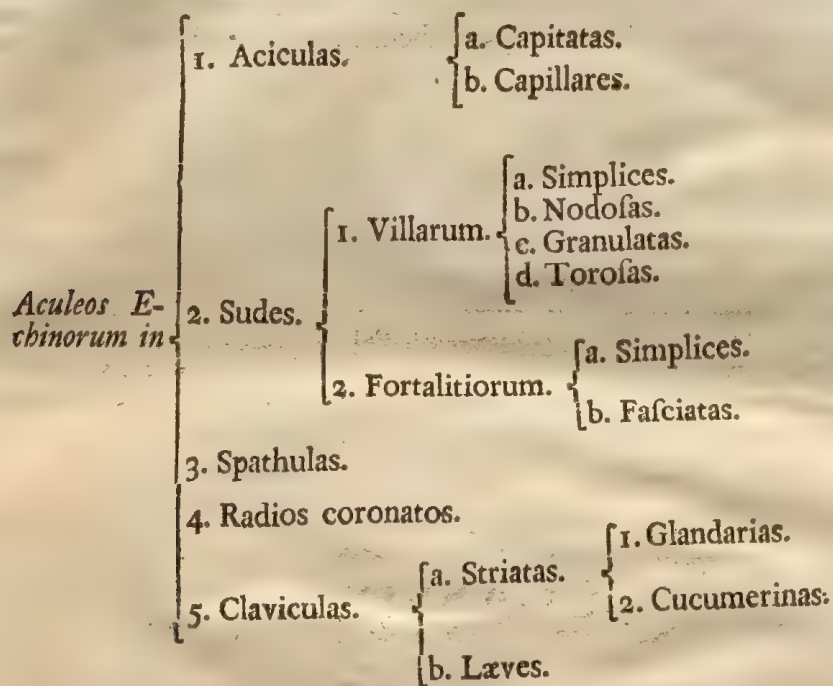 1. Aciculas.
a. Capitatas.
b. Capillares.
Aculeos E-
chinorum in
2. Sudes.
1. Villarum.
a. Simplices.
b. Nodoſas.
c. Granulatas.
d. Toroſas.
2. Fortalitiorum.
a. Simplices.
b. Faſciatas.
3. Spathulas.
4. Radios coronatos.
5. Claviculas.
a. Striatas.
1. Glandarias.
2. Cucumerinas.
b. Læves.